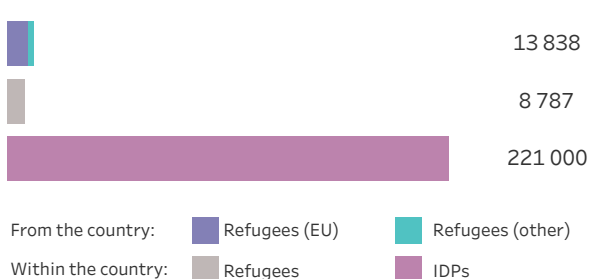 13 838
8 787
221 000
From the country: Refugees (EU) Refugees (other)
Within the country: Refugees IDPs